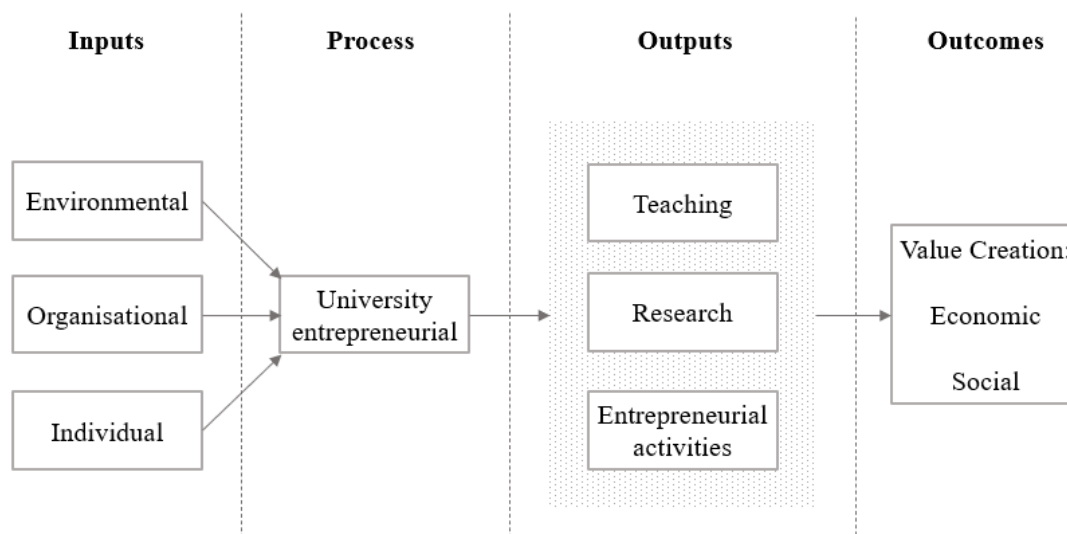 Inputs
Process
Outputs
Outcomes
Environmental
Organisational
Individual
University
entrepreneurial
Teaching
Research
Entrepreneurial
activities
Value Creation:
Economic
Social